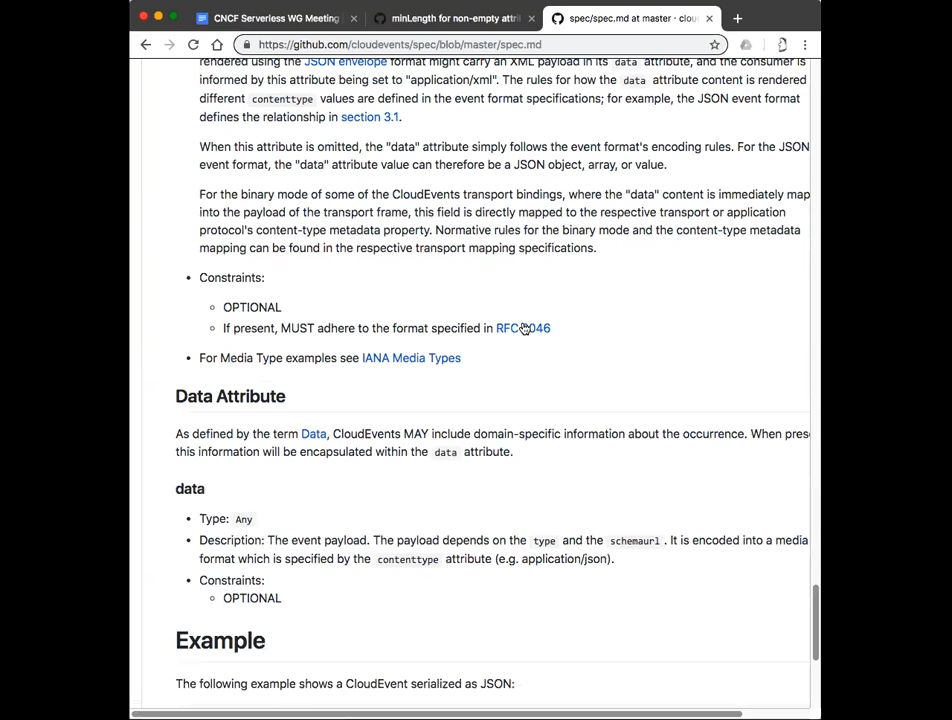 CNCF Serverless WG Meeting
minLength for non-empty attri
spec/spec.md at master · clou
https://github.com/cloudevents/spec/blob/master/spec.md
rendered using the JSON envelope format might carry an XML payload in its data attribute, and the consumer is
informed by this attribute being set to "application/xml". The rules for how the data attribute content is rendered
different contenttype values are defined in the event format specifications; for example, the JSON event format
defines the relationship in section 3.1.
When this attribute is omitted, the "data" attribute simply follows the event format's encoding rules. For the JSON
event format, the "data" attribute value can therefore be a JSON object, array, or value.
For the binary mode of some of the CloudEvents transport bindings, where the "data" content is immediately map
into the payload of the transport frame, this field is directly mapped to the respective transport or application
protocol's content-type metadata property. Normative rules for the binary mode and the content-type metadata
mapping can be found in the respective transport mapping specifications.
• Constraints:
◦ OPTIONAL
◦ If present, MUST adhere to the format specified in 
• For Media Type examples see IANA Media Types
Data Attribute
As defined by the term Data, CloudEvents MAY include domain-specific information about the occurrence. When pres
this information will be encapsulated within the data attribute.
data
• Type: Any
• Description: The event payload. The payload depends on the type and the schemaurl. It is encoded into a media
format which is specified by the contenttype attribute (e.g. application/json).
• Constraints:
◦ OPTIONAL
Example
The following example shows a CloudEvent serialized as JSON: